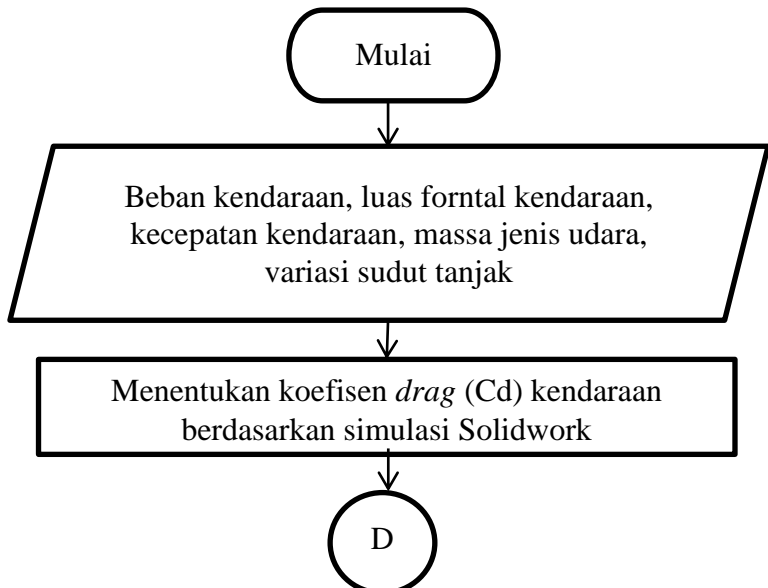 Mulai
Beban kendaraan, luas forntal kendaraan,
kecepatan kendaraan, massa jenis udara,
variasi sudut tanjak
Menentukan koefisen drag (Cd) kendaraan
berdasarkan simulasi Solidwork
D